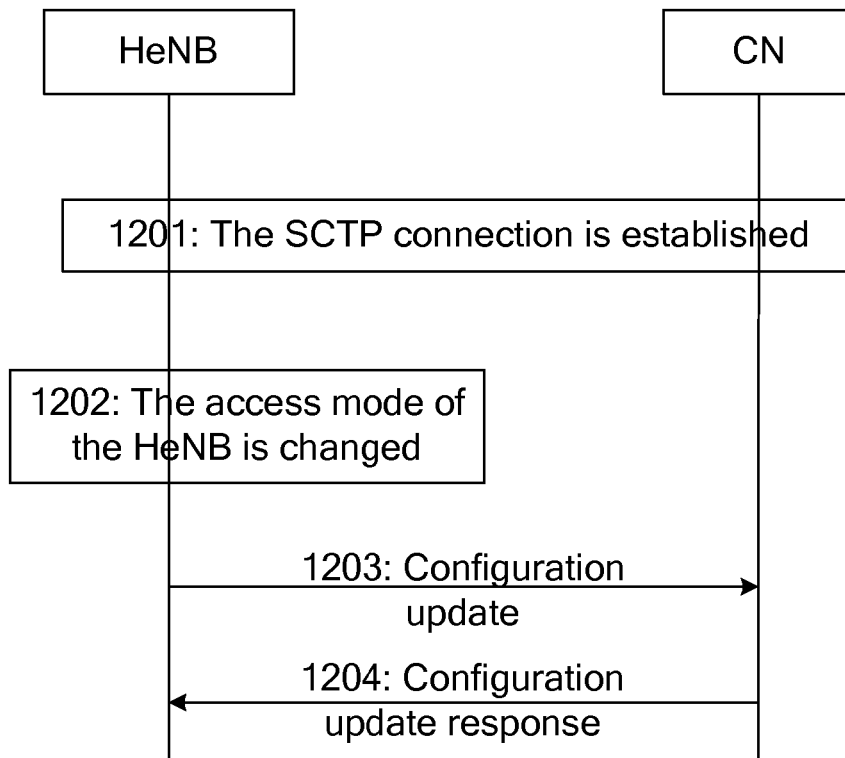 HeNB
CN
1201: The SCTP connection is established
1202: The access mode of
the HeNB is changed
1203: Configuration
update
1204: Configuration
update response